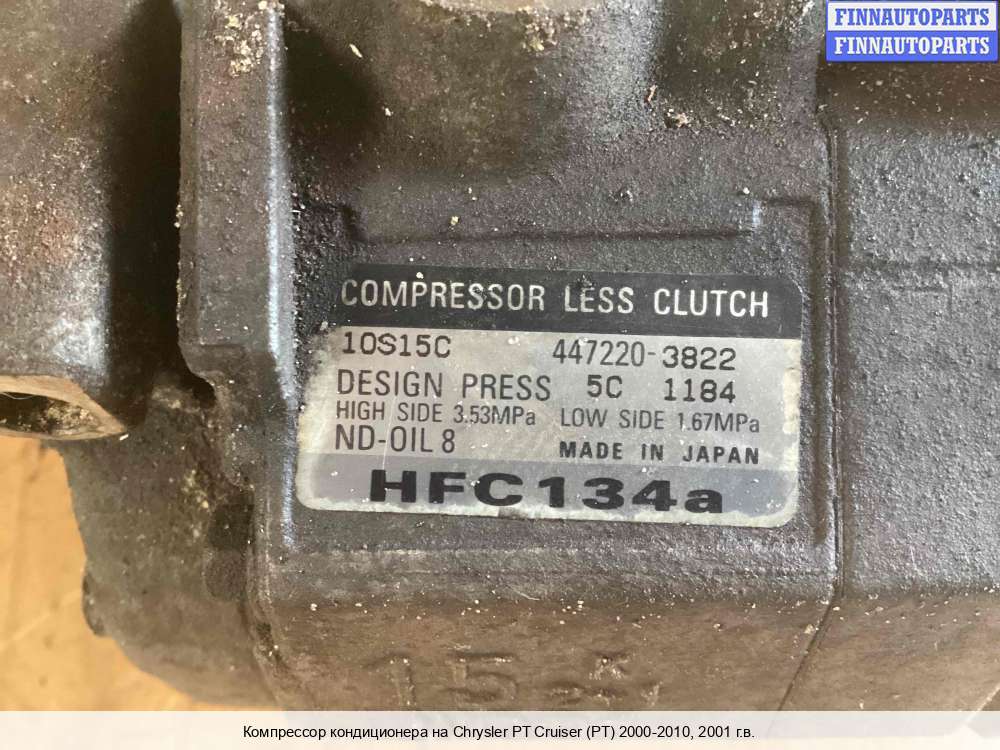 FINNAUTOPARTS
FINNAUTOPARTS
COMPRESSOR LESS CLUTCH
10S15C 447220-3822
DESIGN PRESS 5C 1184
HIGH SIDE 3.53MPa LOW SIDE 1.67MPa
ND-OIL 8 MADE IN JAPAN
HFC134a
15
Компрессор кондиционера на Chrysler PT Cruiser (PT) 2000-2010, 2001 г.в.